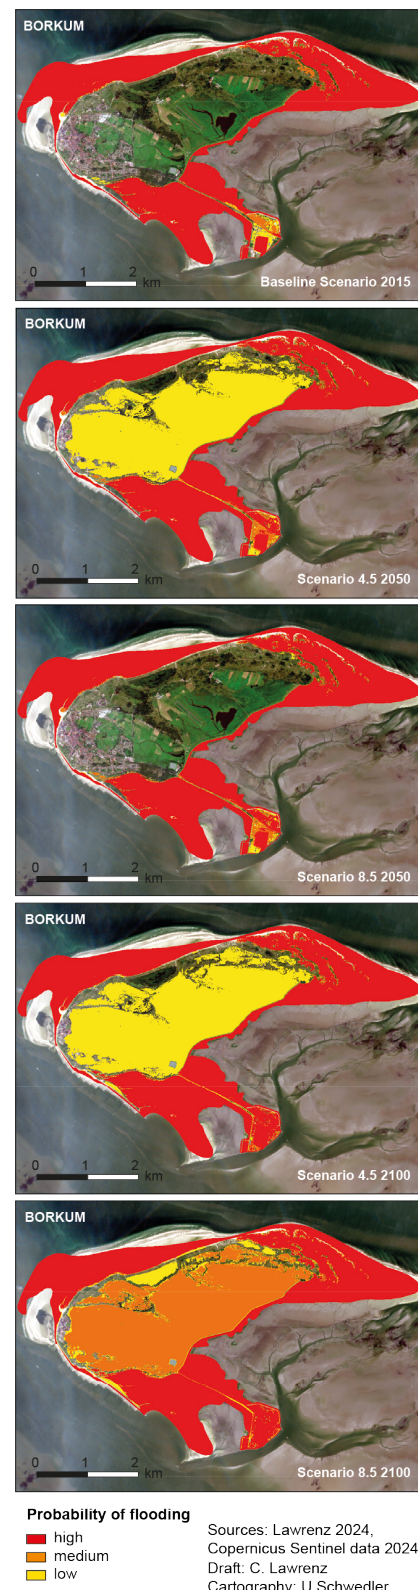 BORKUM
0 1 2 km
Baseline Scenario 2015
BORKUM
0 1 2 km
Scenario 4.5 2050
BORKUM
0 1 2 km
Scenario 8.5 2050
BORKUM
0 1 2 km
Scenario 4.5 2100
BORKUM
0 1 2 km
Scenario 8.5 2100
Probability of flooding
high
medium
low
Sources: Lawrenz 2024,
Copernicus Sentinel data 2024
Draft: C. Lawrenz
Cartography: U.Schwedler